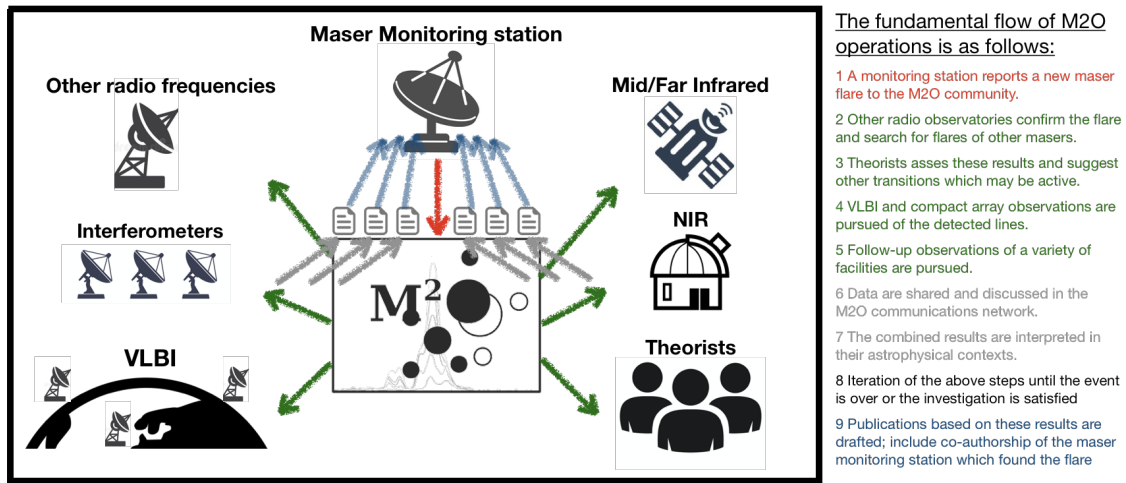 Maser Monitoring station
Other radio frequencies
Mid/Far Infrared
Interferometers
NIR
M²
VLBI
Theorists
The fundamental flow of M2O
operations is as follows:
1 A monitoring station reports a new maser
flare to the M2O community.
2 Other radio observatories confirm the flare
and search for flares of other masers.
3 Theorists asses these results and suggest
other transitions which may be active.
4 VLBI and compact array observations are
pursued of the detected lines.
5 Follow-up observations of a variety of
facilities are pursued.
6 Data are shared and discussed in the
M2O communications network.
7 The combined results are interpreted in
their astrophysical contexts.
8 Iteration of the above steps until the event
is over or the investigation is satisfied
9 Publications based on these results are
drafted; include co-authorship of the maser
monitoring station which found the flare